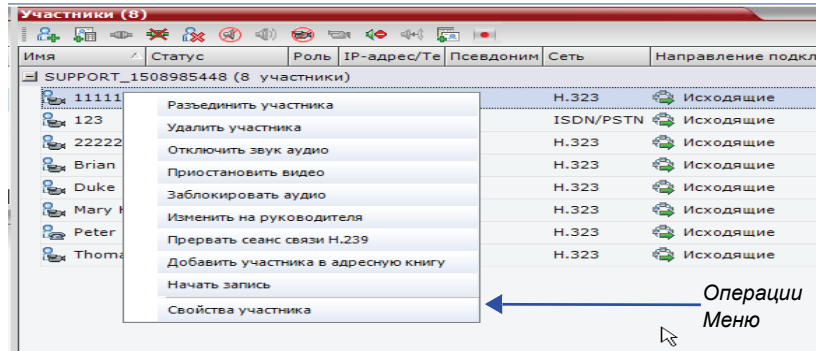 Участники (8)
Имя Статус Роль IP-адрес/Те Псевдоним Сеть Направление подкл
SUPPORT_1508985448 (8 участники)
11111 H.323 Исходящие
123 ISDN/PSTN Исходящие
22222 H.323 Исходящие
Brian H.323 Исходящие
Duke H.323 Исходящие
Mary H.323 Исходящие
Peter H.323 Исходящие
Thoma H.323 Исходящие
Разъединить участника
Удалить участника
Отключить звук аудио
Приостановить видео
Заблокировать аудио
Изменить на руководителя
Прервать сеанс связи H.239
Добавить участника в адресную книгу
Начать запись
Свойства участника
Операции
Меню